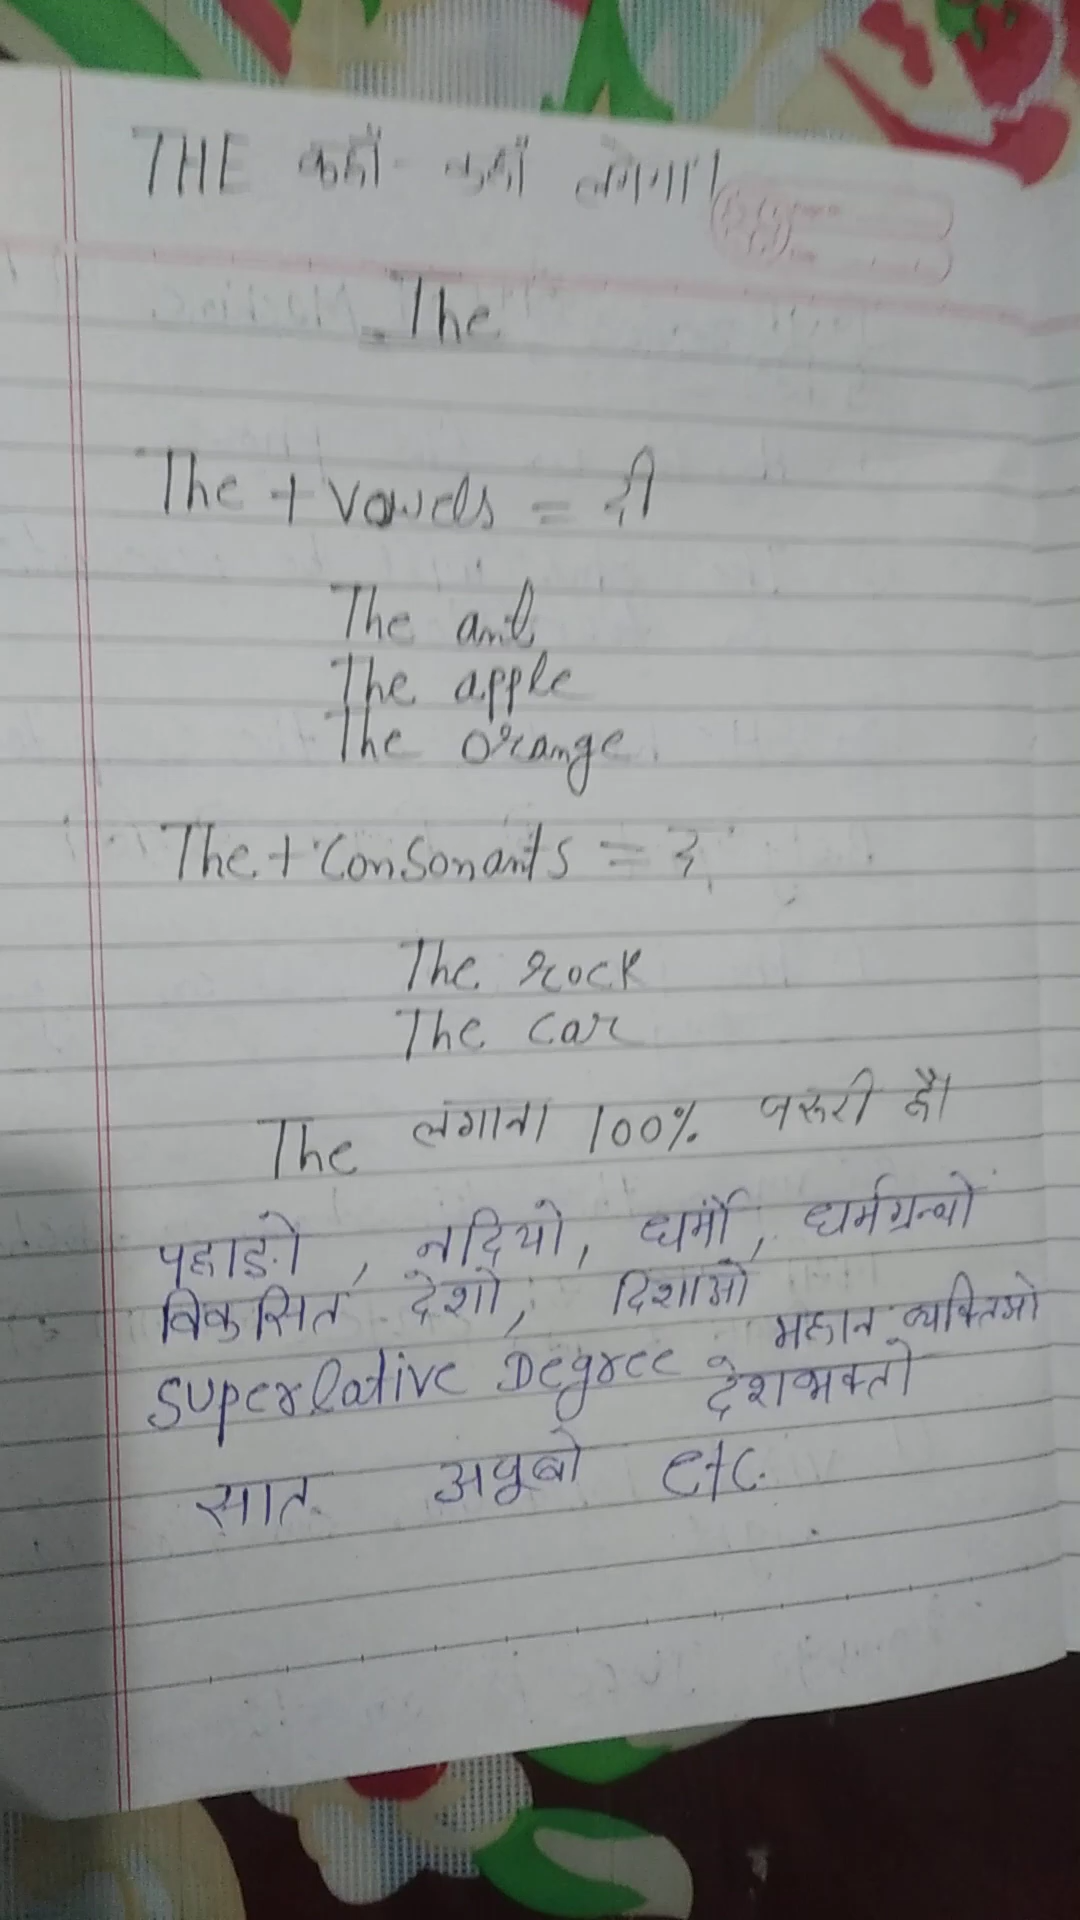 THE कहाँ-कहाँ लगेगा।
The
The + Vowels = दी
The ant
The apple
The orange
The + Consonants = द
The rock
The car
The लगाना 100% जरूरी है।
पहाङो, नदियो, धर्मो, धर्मग्रन्थो
विकसित देशो, दिशाओ
महान व्यक्तिओ
Superlative Degree देशभक्तो
सात अजूबो etc.